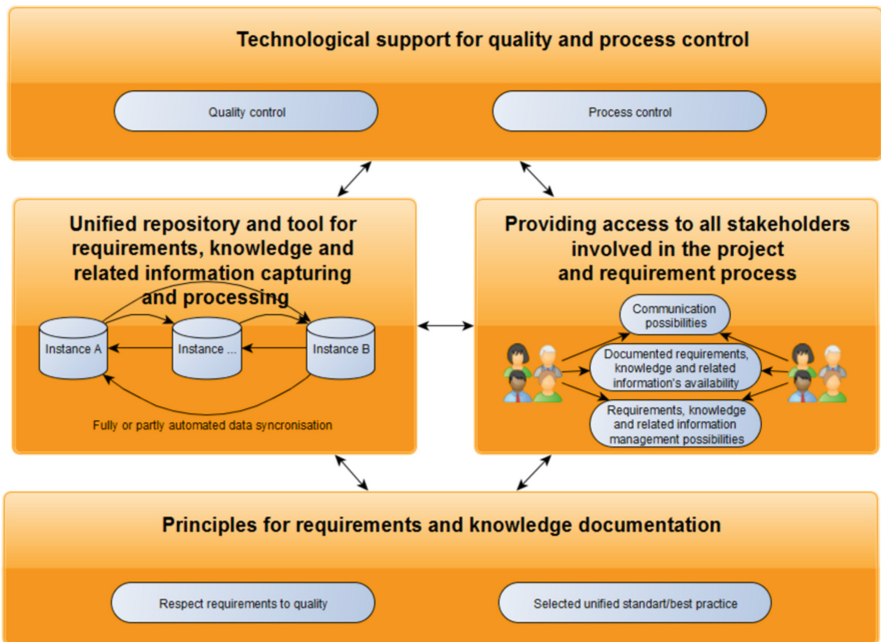 Technological support for quality and process control
Quality control
Process control
Unified repository and tool for
requirements, knowledge and
related information capturing
and processing
Instance A
Instance ...
Instance B
Fully or partly automated data syncronisation
Providing access to all stakeholders
involved in the project
and requirement process
Communication
possibilities
Documented requirements,
knowledge and related
information's availability
Requirements, knowledge
and related information
management possibilities
Principles for requirements and knowledge documentation
Respect requirements to quality
Selected unified standart/best practice